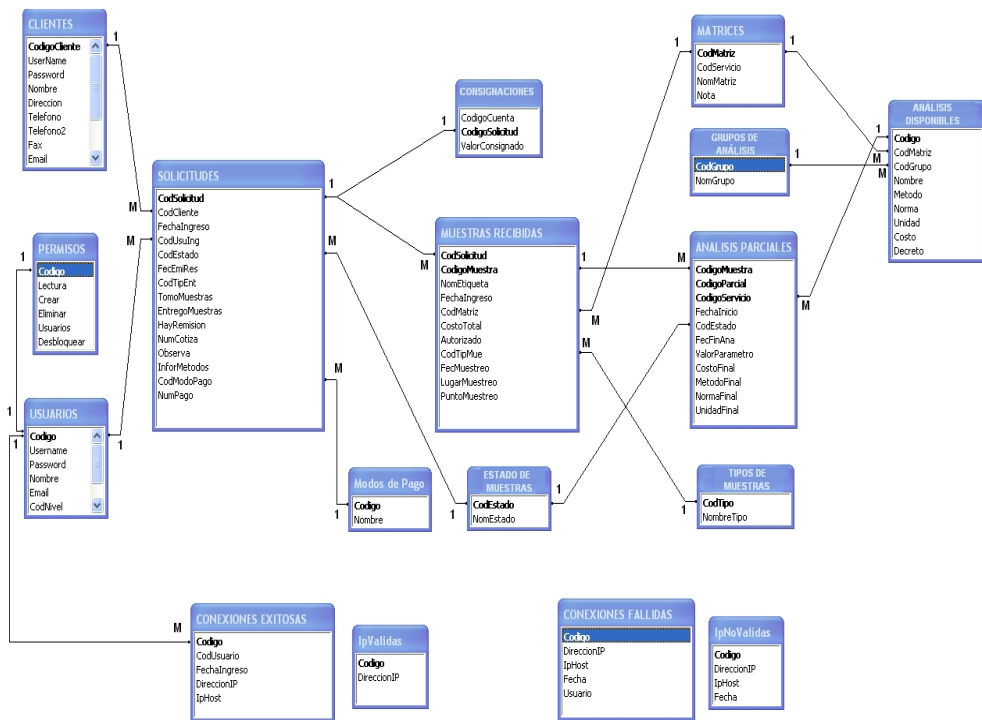 CLIENTES
CodigoCliente
UserName
Password
Nombre
Direccion
Telefono
Telefono2
Fax
Email
1
M
SOLICITUDES
CodSolicitud
CodCliente
FechaIngreso
CodUsuIng
CodEstado
FecEmiRes
CodTipEnt
TomoMuestras
EntregoMuestras
HayRemision
NumCotiza
Observa
InforMetodos
CodModoPago
NumPago
M
1
M
M
CONSIGNACIONES
CodigoCuenta
CodigoSolicitud
ValorConsignado
1
MATRICES
CodMatriz
CodServicio
NomMatriz
Nota
1
1
GRUPOS DE
ANÁLISIS
CodGrupo
NomGrupo
1
ANÁLISIS
DISPONIBLES
Codigo
CodMatriz
CodGrupo
Nombre
Metodo
Norma
Unidad
Costo
Decreto
1
M
M
MUESTRAS RECIBIDAS
CodSolicitud
CodigoMuestra
NomEtiqueta
FechaIngreso
CodMatriz
CostoTotal
Autorizado
CodTipMue
FecMuestreo
LugarMuestreo
PuntoMuestreo
M
1
M
M
ANALISIS PARCIALES
CodigoMuestra
CodigoParcial
CodigoServicio
FechaInicio
CodEstado
FecFinAna
ValorParametro
CostoFinal
MetodoFinal
NormaFinal
UnidadFinal
M
M
M
PERMISOS
Codigo
Lectura
Crear
Eliminar
Usuarios
Desbloquear
1
USUARIOS
Codigo
Username
Password
Nombre
Email
CodNivel
1
1
1
Modos de Pago
Codigo
Nombre
1
ESTADO DE
MUESTRAS
CodEstado
NomEstado
1
1
TIPOS DE
MUESTRAS
CodTipo
NombreTipo
1
CONEXIONES EXITOSAS
Codigo
CodUsuario
FechaIngreso
DireccionIP
IpHost
M
IpValidas
Codigo
DireccionIP
CONEXIONES FALLIDAS
Codigo
DireccionIP
IpHost
Fecha
Usuario
IpNoValidas
Codigo
DireccionIP
IpHost
Fecha